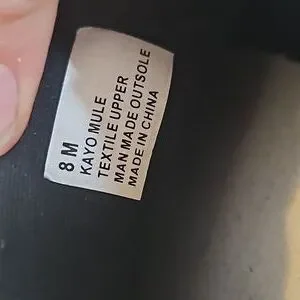 8 M
KAYO MULE
TEXTILE UPPER
MAN MADE OUTSOLE
MADE IN CHINA